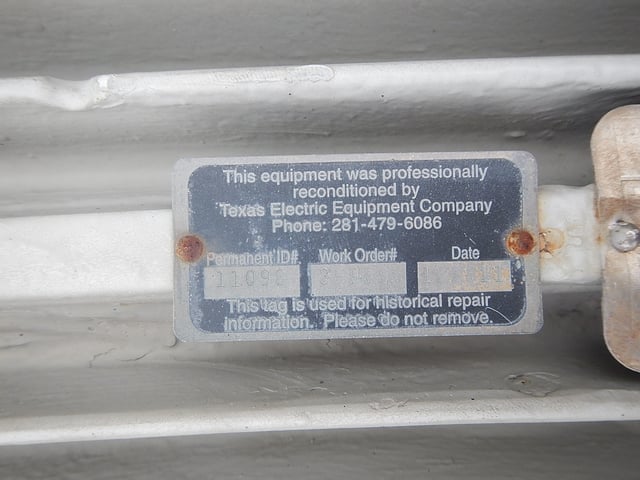 This equipment was professionally
reconditioned by
Texas Electric Equipment Company
Phone: 281-479-6086
Permanent ID# Work Order# Date
This tag is used for historical repair
information. Please do not remove.